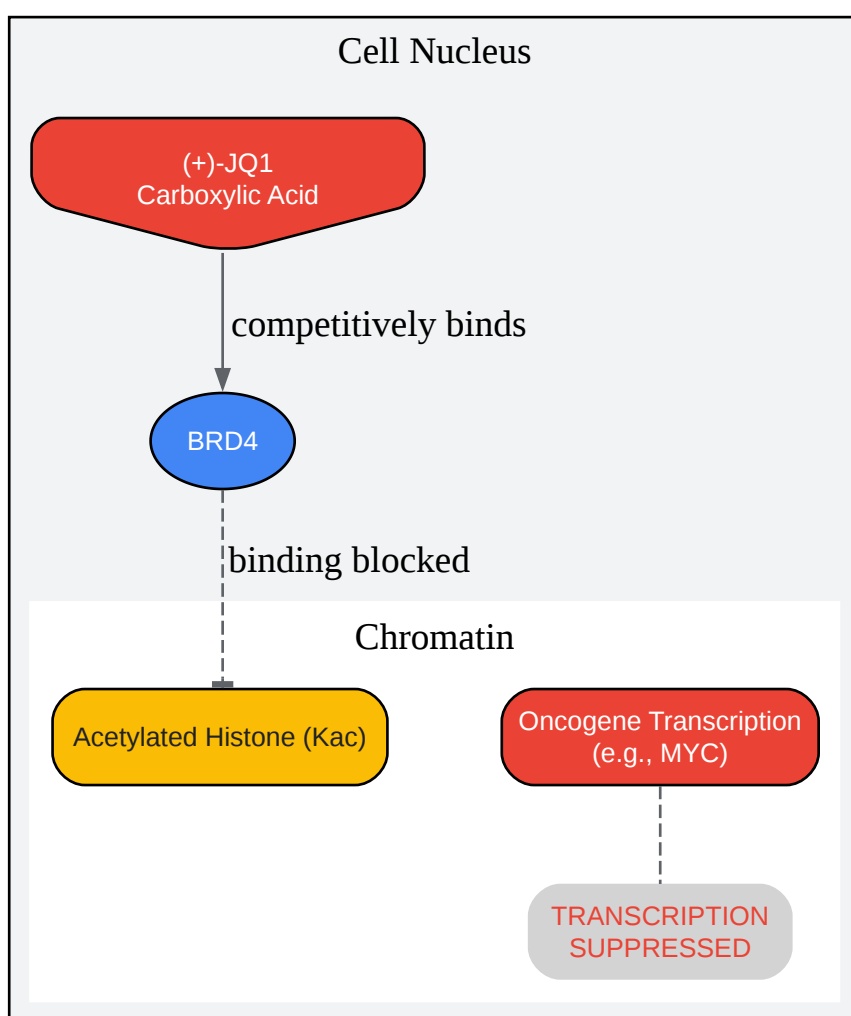 Cell Nucleus
(+)-JQ1
Carboxylic Acid
competitively binds
BRD4
binding blocked
Chromatin
Acetylated Histone (Kac)
Oncogene Transcription
(e.g., MYC)
TRANSCRIPTION
SUPPRESSED